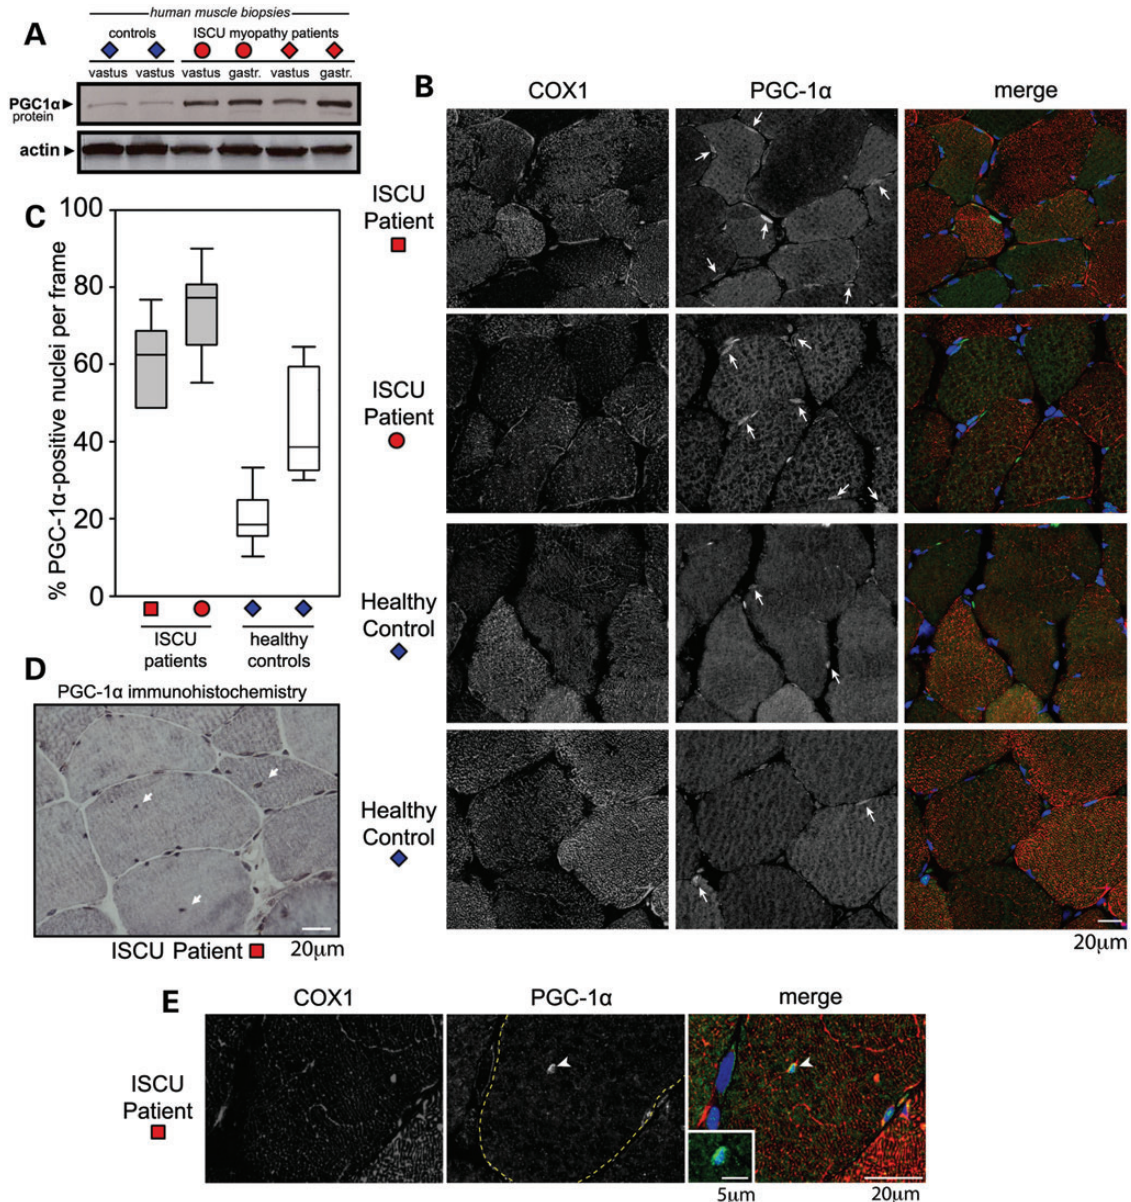 human muscle biopsies
A
controls
ISCU myopathy patients
vastus vastus vastus gastr. vastus gastr.
PGC1α
protein
actin
B
COX1 PGC-1α merge
ISCU
Patient
ISCU
Patient
Healthy
Control
Healthy
Control
20μm
C
% PGC-1α-positive nuclei per frame
100
80
60
40
20
0
ISCU
patients
healthy
controls
D
PGC-1α immunohistochemistry
ISCU Patient 20μm
E
COX1 PGC-1α merge
ISCU
Patient
5μm 20μm